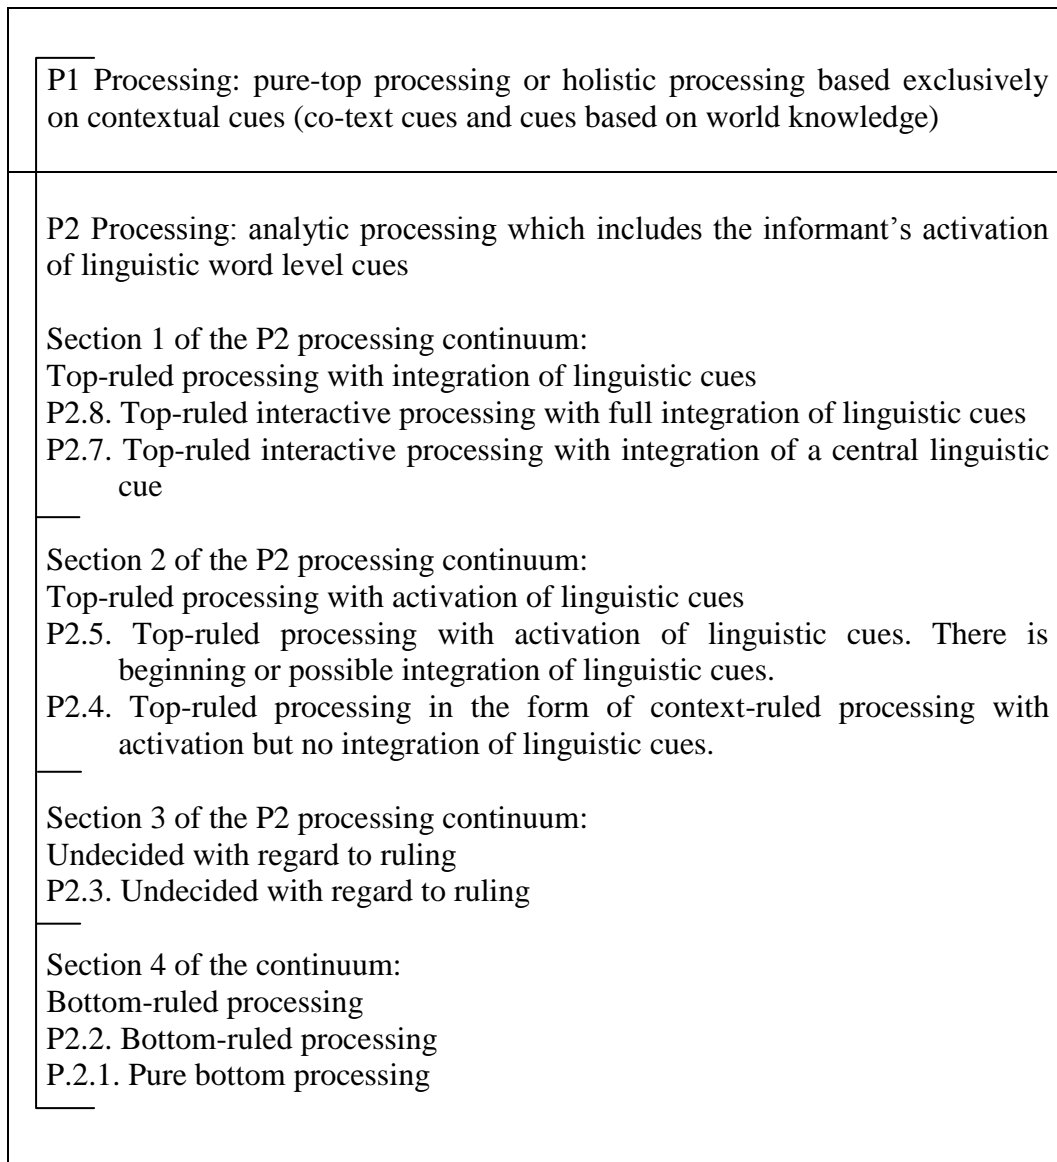 P1 Processing: pure-top processing or holistic processing based exclusively
on contextual cues (co-text cues and cues based on world knowledge)
P2 Processing: analytic processing which includes the informant’s activation
of linguistic word level cues
Section 1 of the P2 processing continuum:
Top-ruled processing with integration of linguistic cues
P2.8. Top-ruled interactive processing with full integration of linguistic cues
P2.7. Top-ruled interactive processing with integration of a central linguistic
cue
Section 2 of the P2 processing continuum:
Top-ruled processing with activation of linguistic cues
P2.5. Top-ruled processing with activation of linguistic cues. There is
beginning or possible integration of linguistic cues.
P2.4. Top-ruled processing in the form of context-ruled processing with
activation but no integration of linguistic cues.
Section 3 of the P2 processing continuum:
Undecided with regard to ruling
P2.3. Undecided with regard to ruling
Section 4 of the continuum:
Bottom-ruled processing
P2.2. Bottom-ruled processing
P.2.1. Pure bottom processing